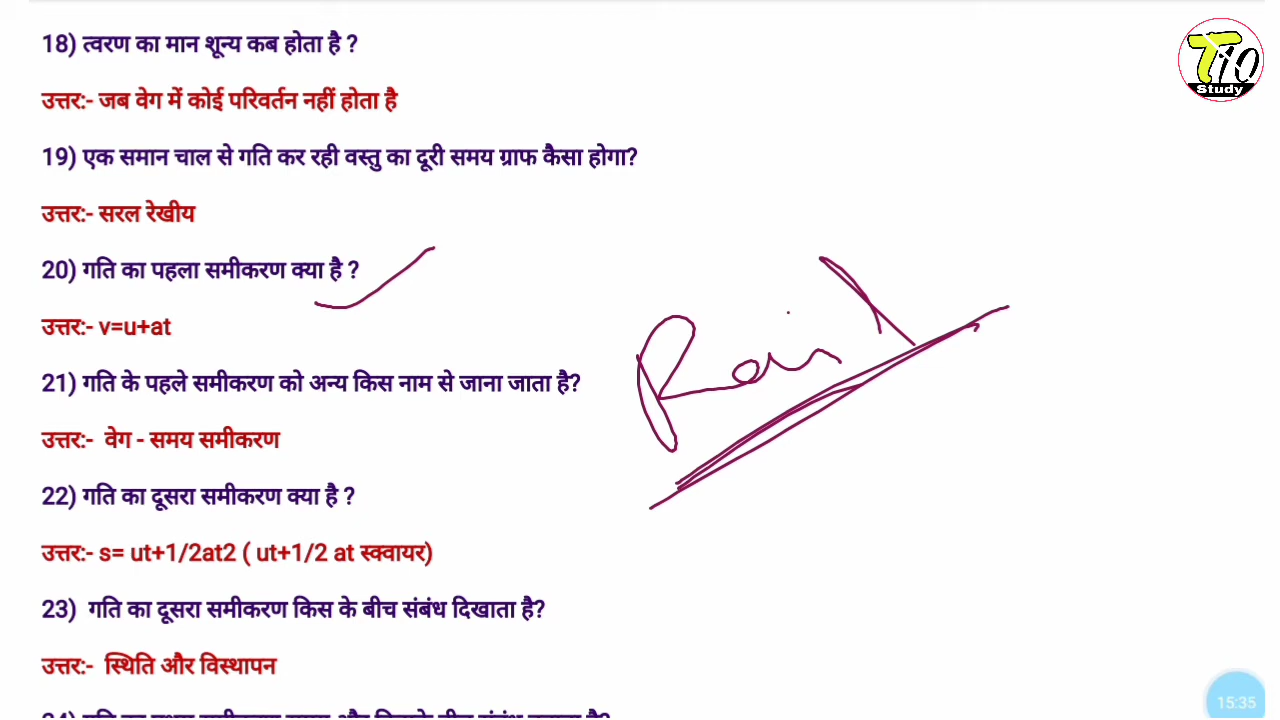 18) त्वरण का मान शून्य कब होता है ?
उत्तर:- जब वेग में कोई परिवर्तन नहीं होता है
19) एक समान चाल से गति कर रही वस्तु का दूरी समय ग्राफ कैसा होगा?
उत्तर:- सरल रेखीय
20) गति का पहला समीकरण क्या है ?
उत्तर:- v=u+at
21) गति के पहले समीकरण को अन्य किस नाम से जाना जाता है?
उत्तर:-  वेग - समय समीकरण
22) गति का दूसरा समीकरण क्या है ?
उत्तर:- s= ut+1/2at2 ( ut+1/2 at स्क्वायर)
23)  गति का दूसरा समीकरण किस के बीच संबंध दिखाता है?
उत्तर:-  स्थिति और विस्थापन
T10
Study
15:35